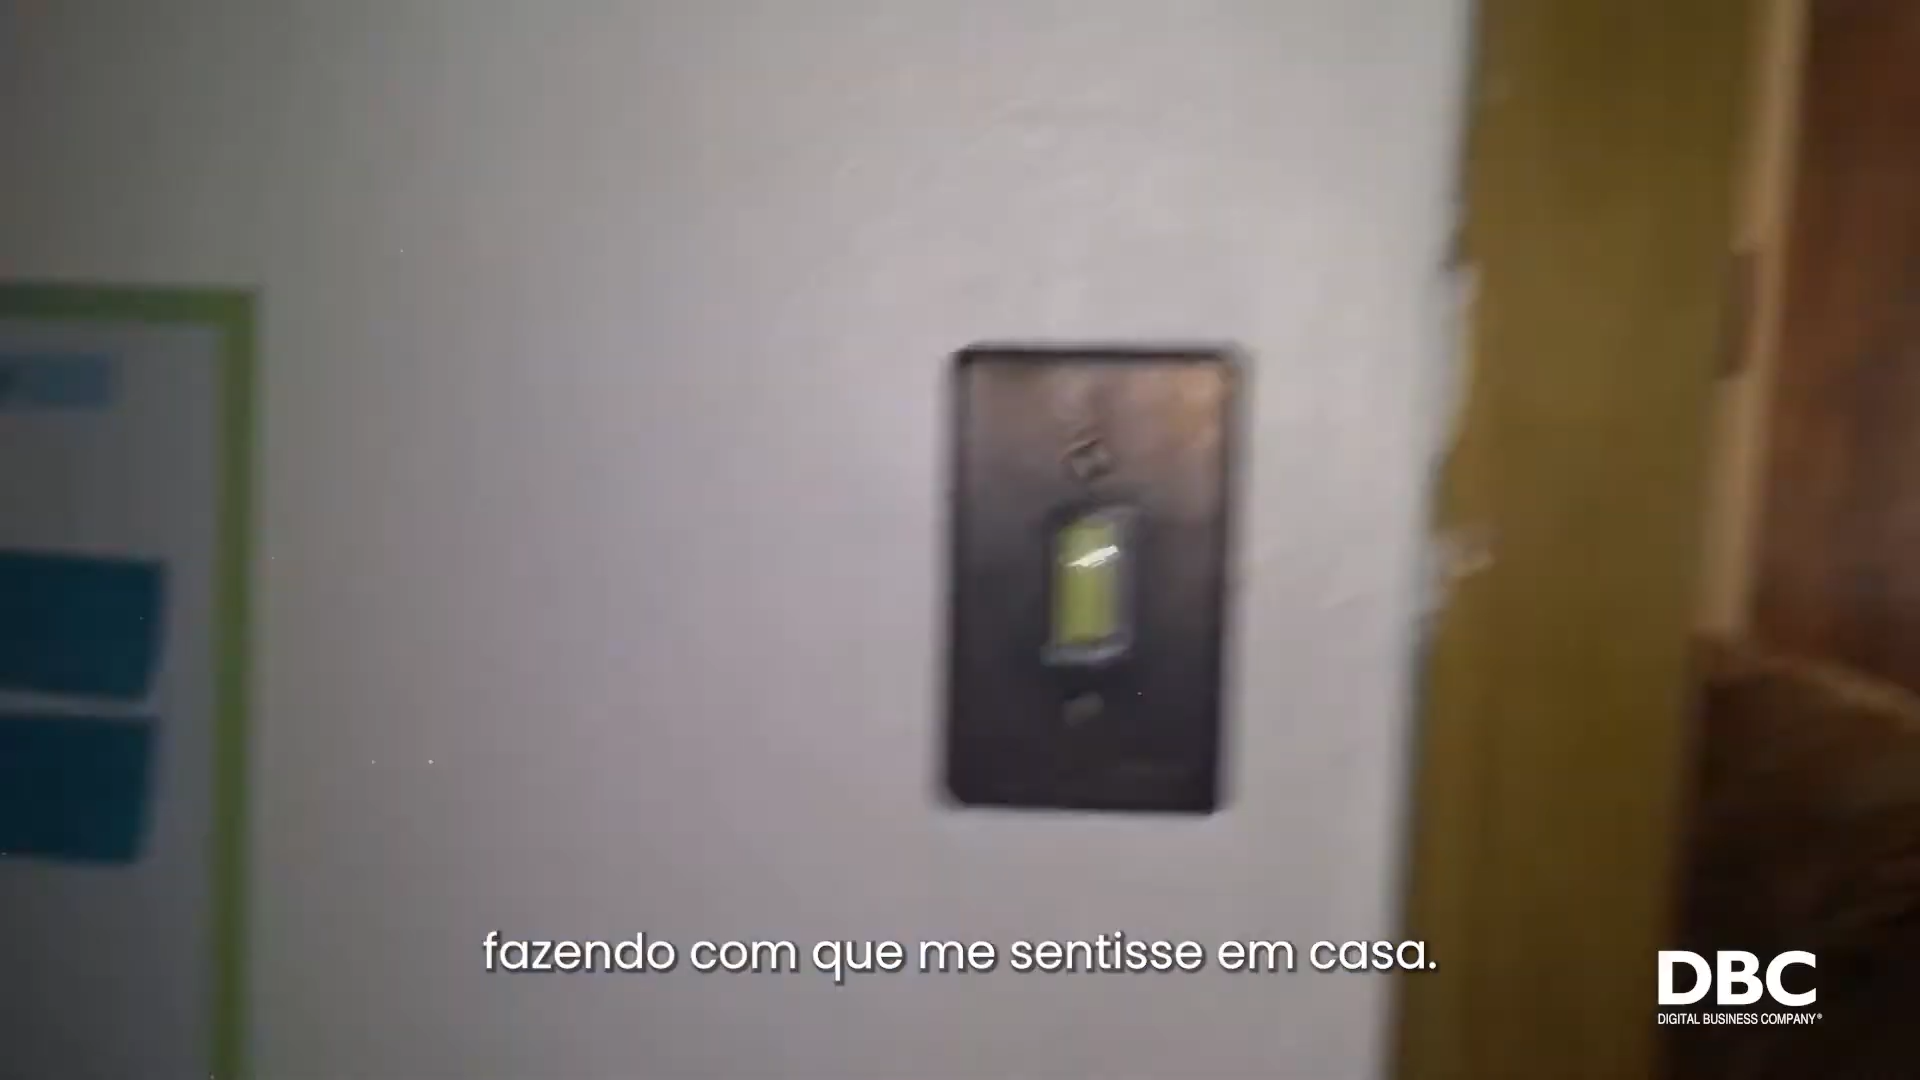 fazendo com que me sentisse em casa.
DBC
DIGITAL BUSINESS COMPANY®